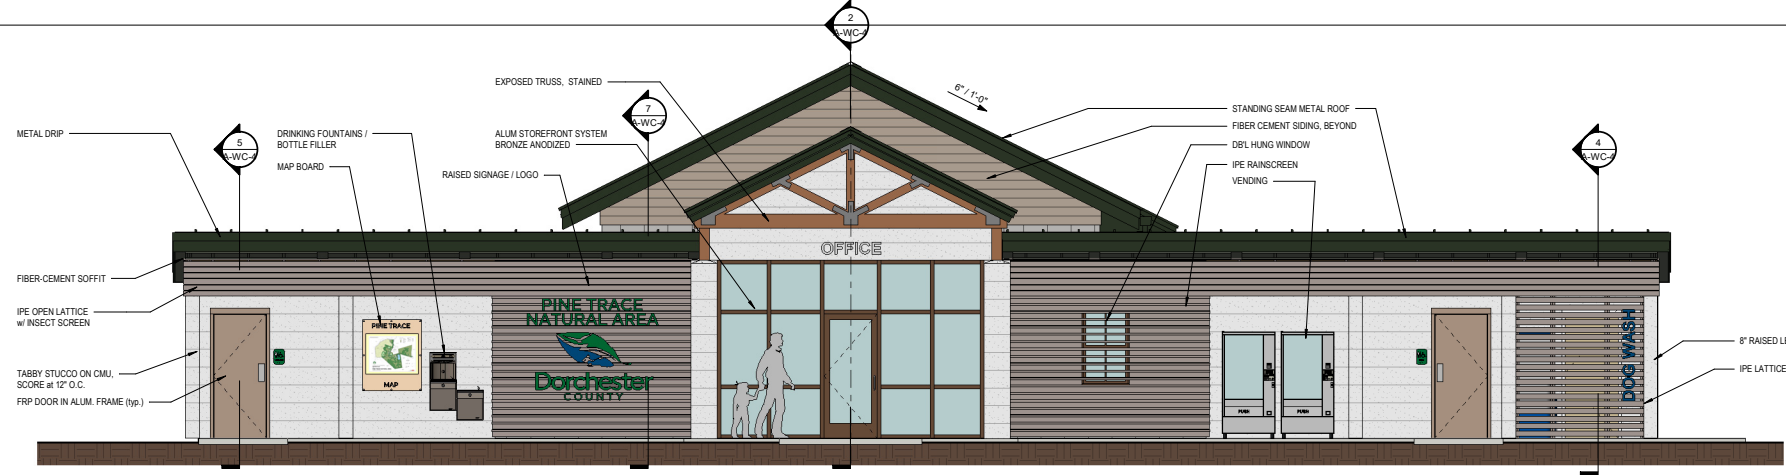 2
A-WC-4
EXPOSED TRUSS, STAINED
6" / 1'-0"
7
A-WC-4
STANDING SEAM METAL ROOF
METAL DRIP
DRINKING FOUNTAINS /
BOTTLE FILLER
ALUM STOREFRONT SYSTEM
BRONZE ANODIZED
FIBER CEMENT SIDING, BEYOND
5
A-WC-4
DB'L HUNG WINDOW
4
A-WC-4
MAP BOARD
IPE RAINSCREEN
RAISED SIGNAGE / LOGO
VENDING
OFFICE
FIBER-CEMENT SOFFIT
IPE OPEN LATTICE
w/ INSECT SCREEN
PINE TRACE
NATURAL AREA
PINE TRACE
MAP
Dorchester
COUNTY
DOG WASH
8" RAISED LE
IPE LATTICE
TABBY STUCCO ON CMU,
SCORE at 12" O.C.
FRP DOOR IN ALUM. FRAME (typ.)
PUSH
PUSH